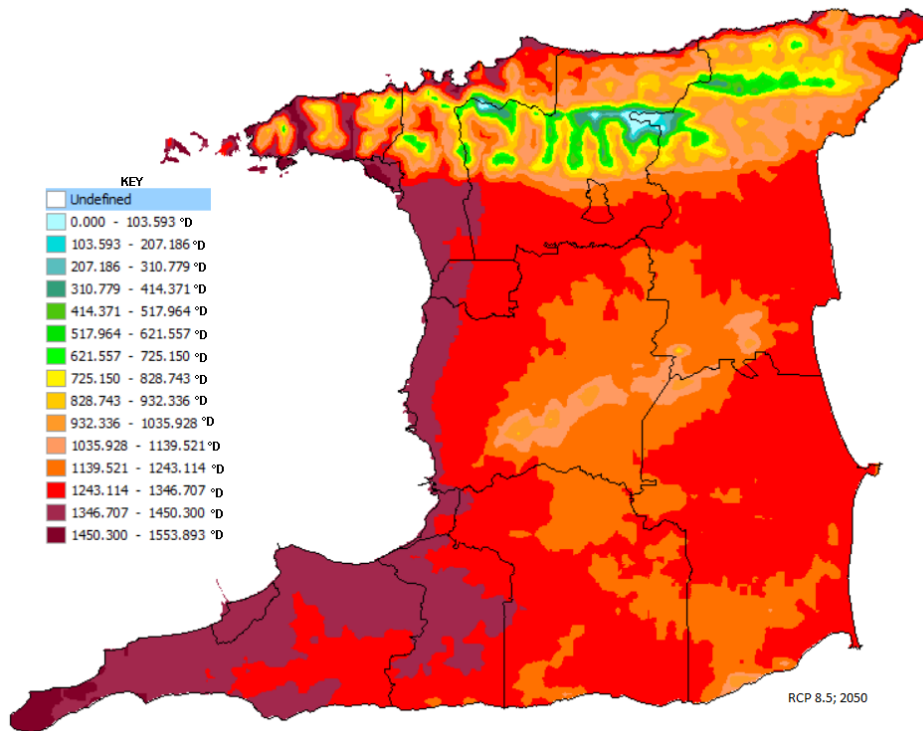 KEY
Undefined
0.000 - 103.593 °D
103.593 - 207.186 °D
207.186 - 310.779 °D
310.779 - 414.371 °D
414.371 - 517.964 °D
517.964 - 621.557 °D
621.557 - 725.150 °D
725.150 - 828.743 °D
828.743 - 932.336 °D
932.336 - 1035.928 °D
1035.928 - 1139.521 °D
1139.521 - 1243.114 °D
1243.114 - 1346.707 °D
1346.707 - 1450.300 °D
1450.300 - 1553.893 °D
RCP 8.5; 2050